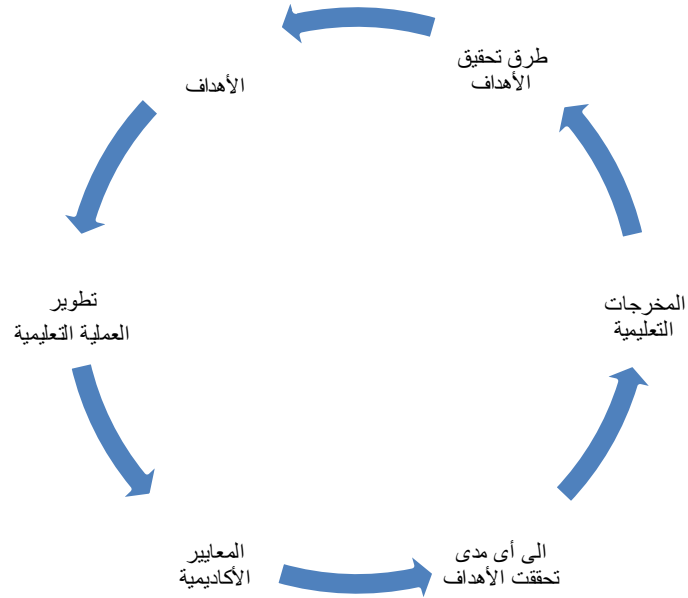 طرق تحقيق
الأهداف
الأهداف
تطوير
العملية التعليمية
المعايير
الأكاديمية
الى أى مدى
تحققت الأهداف
المخرجات
التعليمية